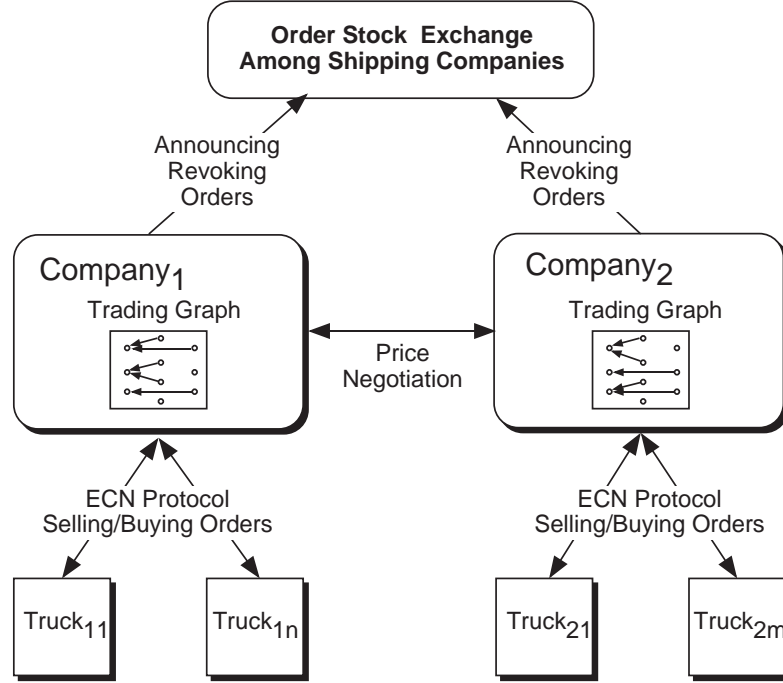 Order Stock Exchange
Among Shipping Companies
Announcing
Revoking
Orders
Announcing
Revoking
Orders
Company1
Trading Graph
Company2
Trading Graph
Price
Negotiation
ECN Protocol
Selling/Buying Orders
ECN Protocol
Selling/Buying Orders
Truck11
Truck1n
Truck21
Truck2m